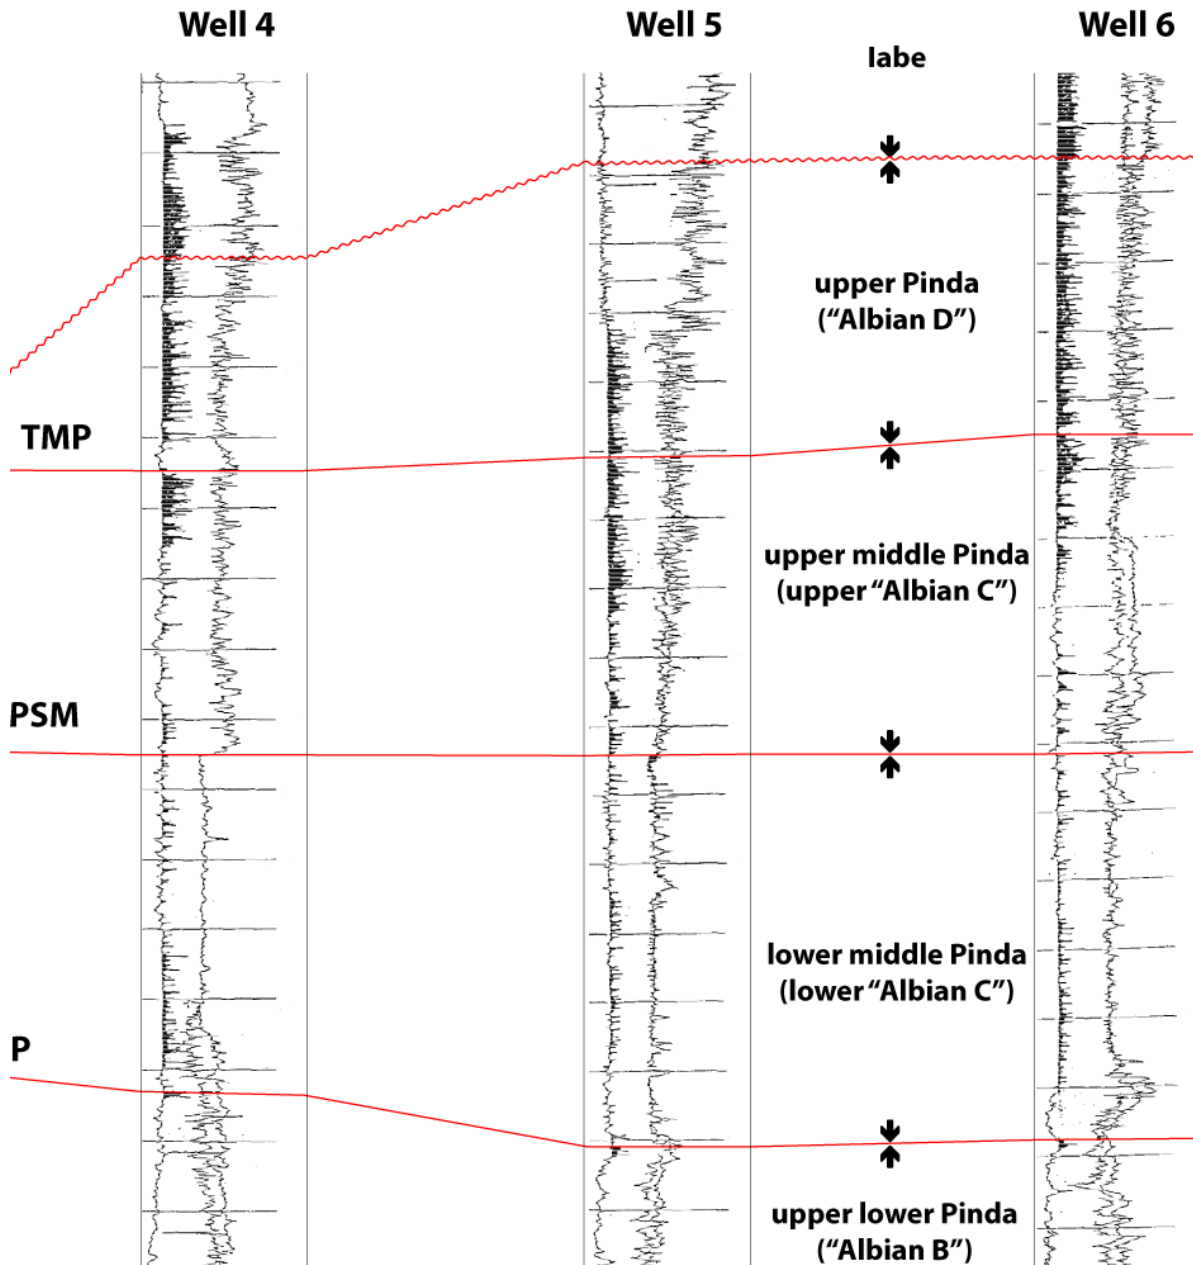 Well 4
Well 5
Well 6
Iabe
upper Pinda
(“Albian D”)
TMP
upper middle Pinda
(upper “Albian C”)
PSM
lower middle Pinda
(lower “Albian C”)
P
upper lower Pinda
(“Albian B”)